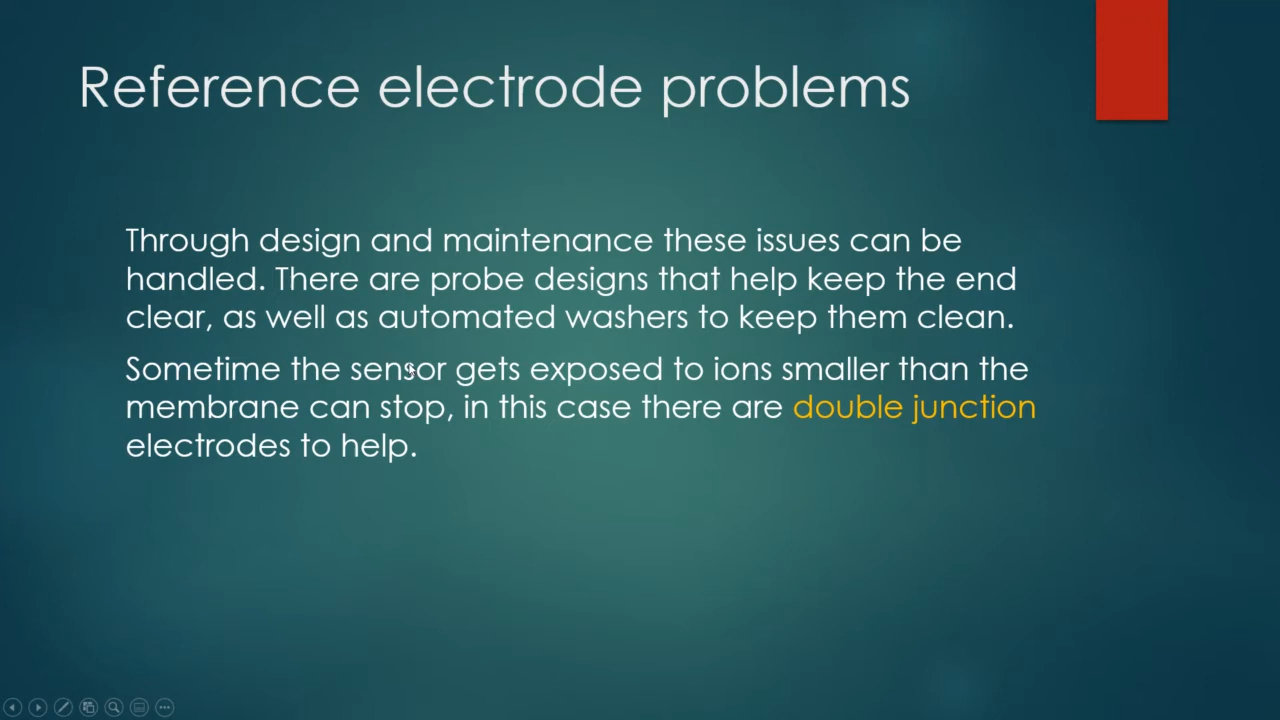 Reference electrode problems
Through design and maintenance these issues can be
handled. There are probe designs that help keep the end
clear, as well as automated washers to keep them clean.
Sometime the sensor gets exposed to ions smaller than the
membrane can stop, in this case there are double junction
electrodes to help.